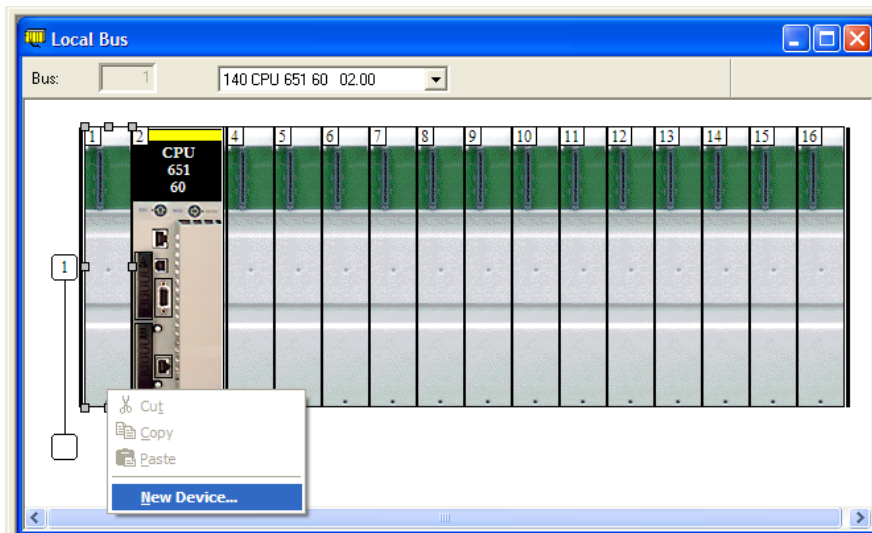 Local Bus
Bus: 1 140 CPU 651 60 02.00
1 2 4 5 6 7 8 9 10 11 12 13 14 15 16
CPU
651
60
A
B
1
Cut
Copy
Paste
New Device...